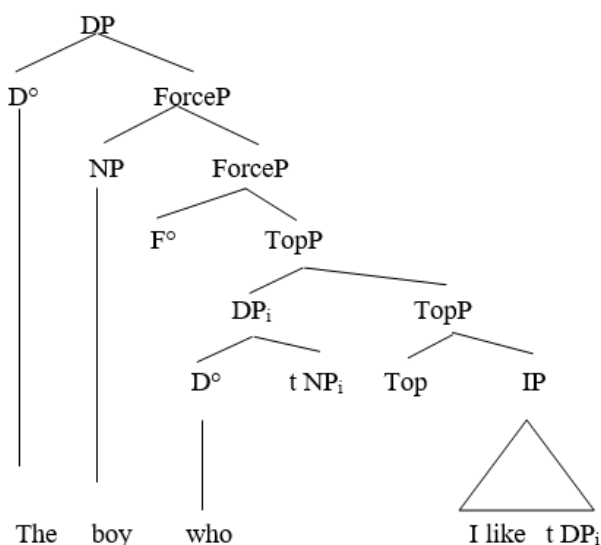 DP
D° ForceP
NP ForceP
F° TopP
DPᵢ TopP
D° t NPᵢ Top IP
The boy who I like t DPᵢ